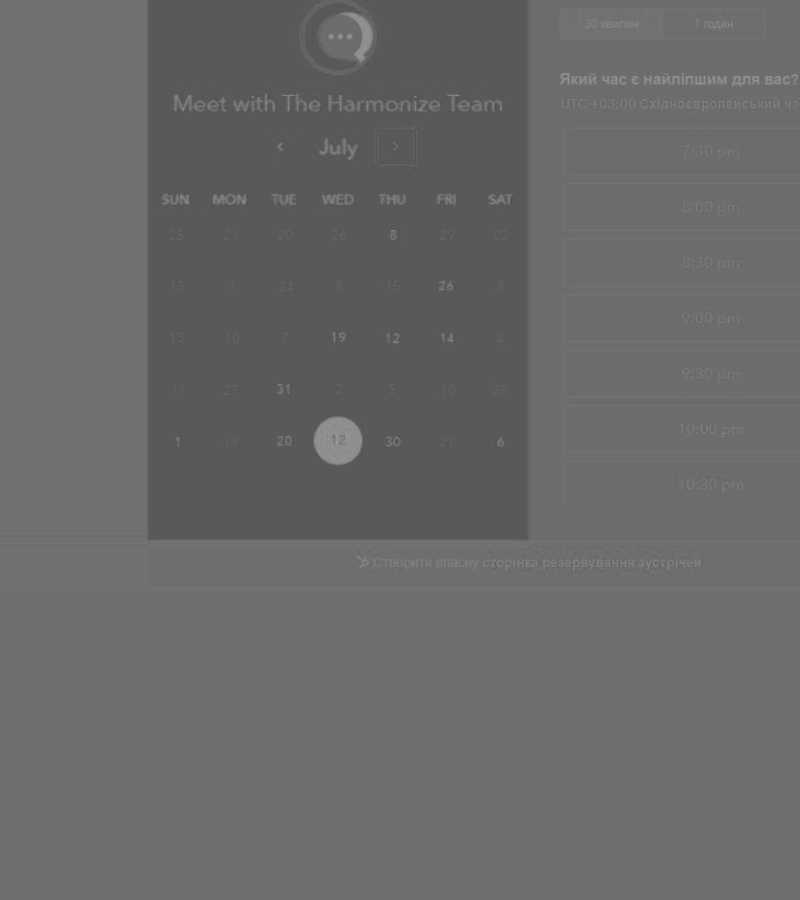 Meet with The Harmonize Team
July
SUN MON TUE WED THU FRI SAT
25 21 20 26 8 29 22
15 3 24 8 15 26 8
13 10 7 19 12 14 4
17 27 31 2 5 10 28
1 19 20 12 30 21 6
30 хвилин 1 годин
Який час є найліпшим для вас?
UTC +03:00 Східноєвропейський
7:30 pm
8:00 pm
8:30 pm
9:00 pm
9:30 pm
10:00 pm
10:30 pm
Створити власну сторінка резервування зустрічей